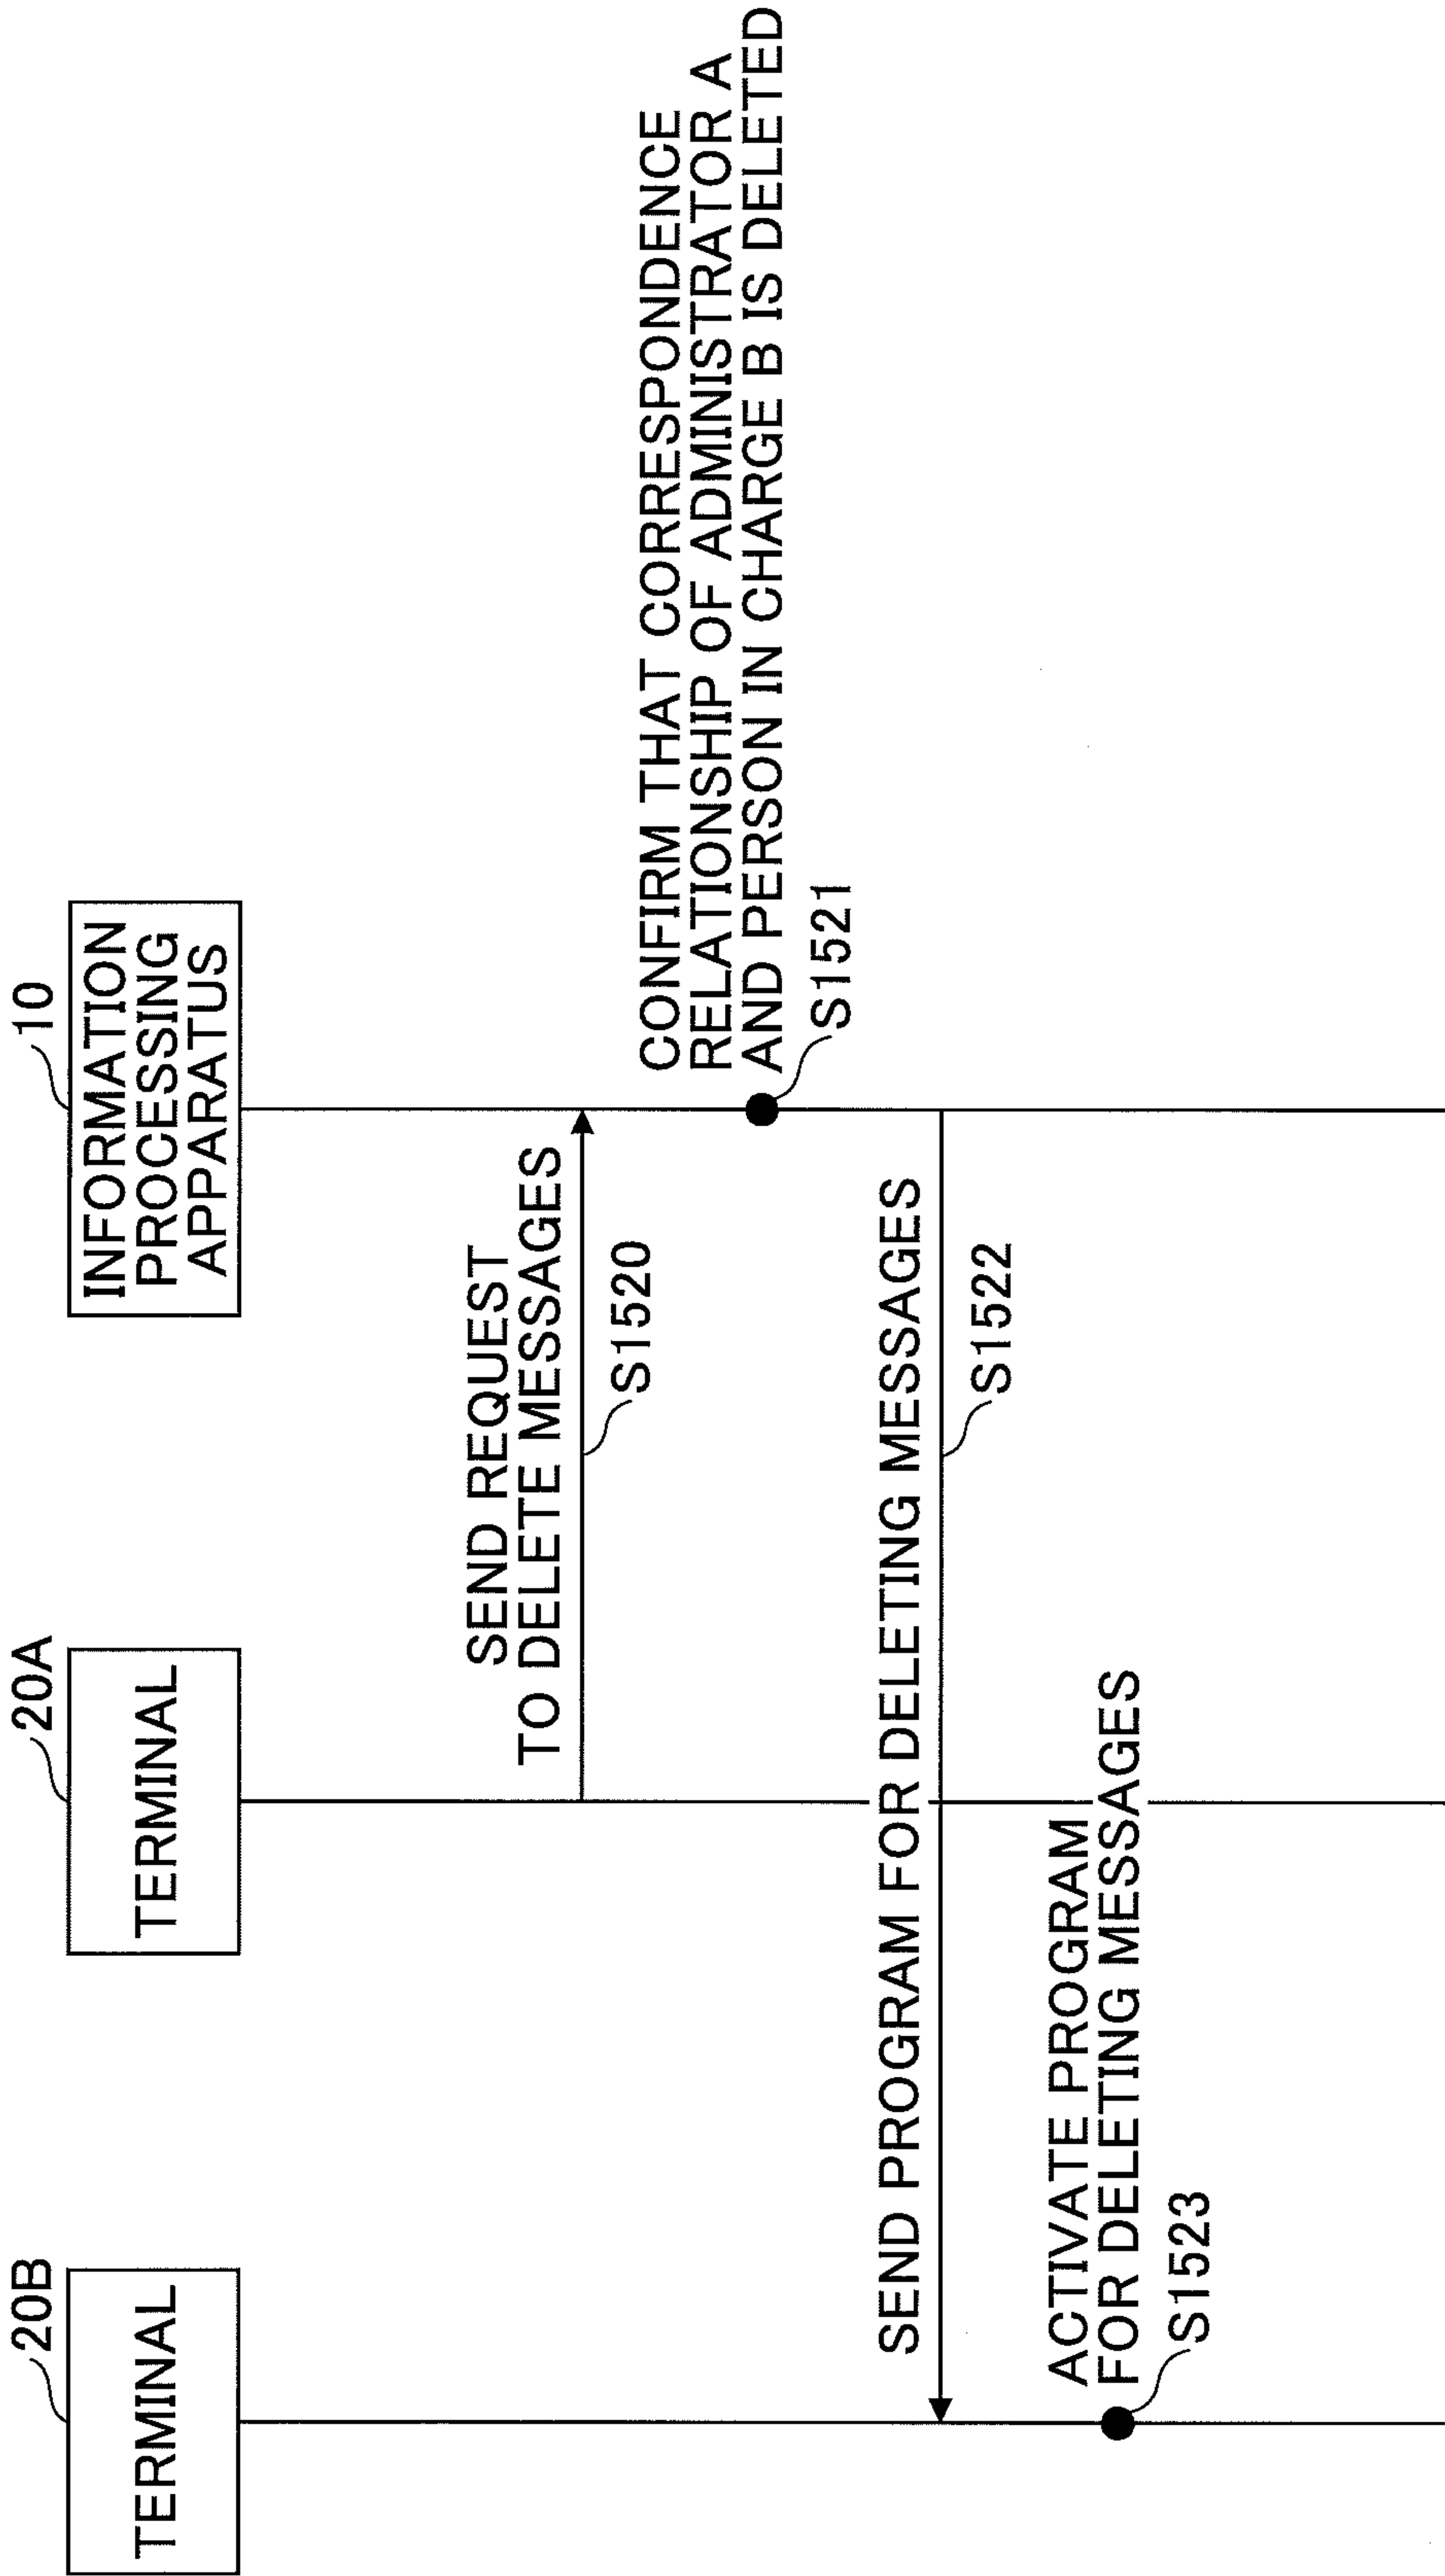 20B
20A
10
TERMINAL
TERMINAL
INFORMATION
PROCESSING
APPARATUS
SEND REQUEST
TO DELETE MESSAGES
S1520
CONFIRM THAT CORRESPONDENCE
RELATIONSHIP OF ADMINISTRATOR A
AND PERSON IN CHARGE B IS DELETED
S1521
SEND PROGRAM FOR DELETING MESSAGES
S1522
ACTIVATE PROGRAM
FOR DELETING MESSAGES
S1523